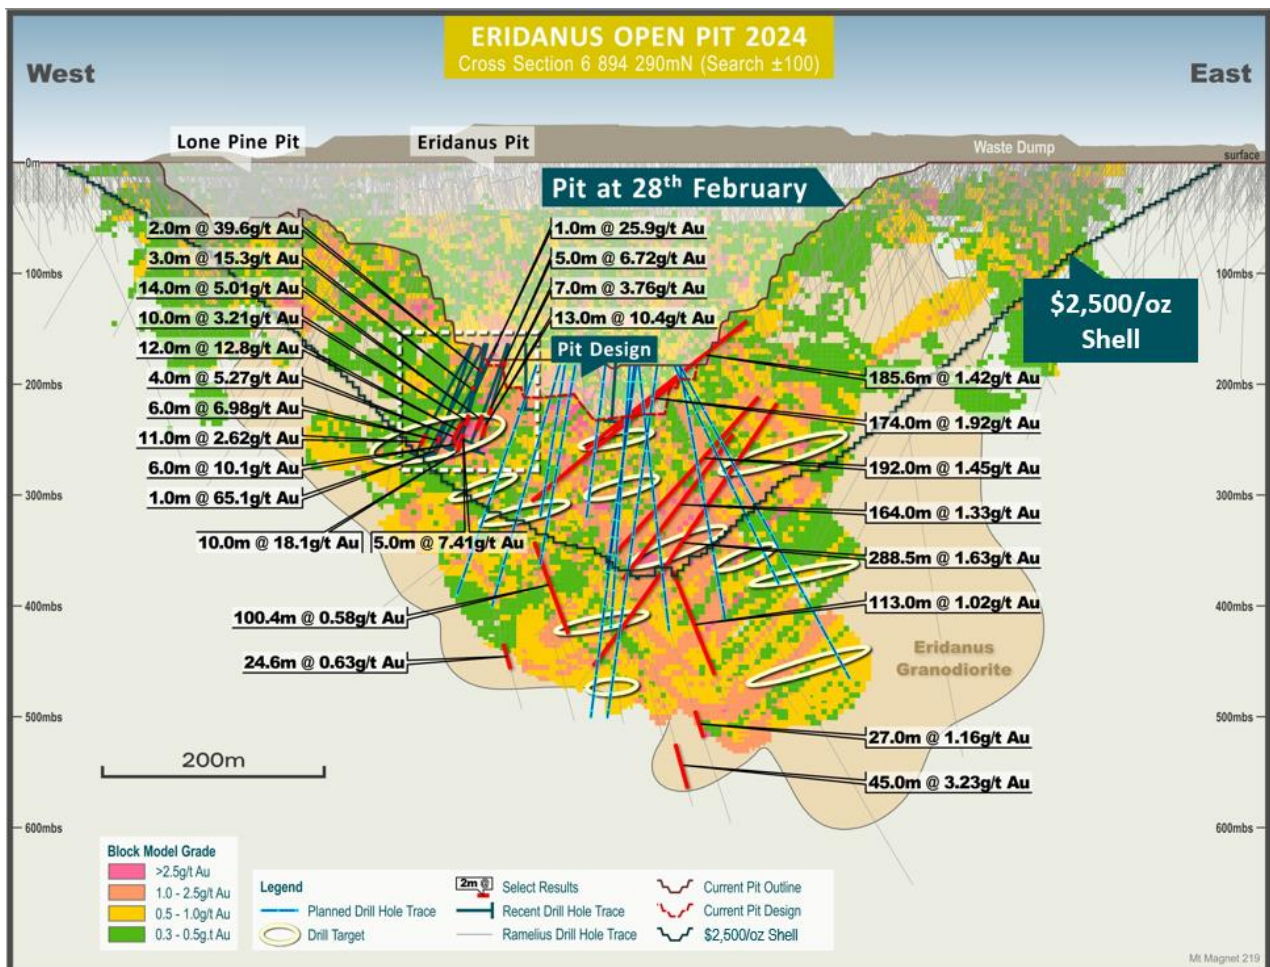 ERIDANUS OPEN PIT 2024
Cross Section 6 894 290mN (Search ±100)
West
East
Lone Pine Pit
Eridanus Pit
Waste Dump
0m
surface
Pit at 28th February
2.0m @ 39.6g/t Au
3.0m @ 15.3g/t Au
14.0m @ 5.01g/t Au
10.0m @ 3.21g/t Au
12.0m @ 12.8g/t Au
4.0m @ 5.27g/t Au
6.0m @ 6.98g/t Au
11.0m @ 2.62g/t Au
6.0m @ 10.1g/t Au
1.0m @ 65.1g/t Au
10.0m @ 18.1g/t Au
5.0m @ 7.41g/t Au
100.4m @ 0.58g/t Au
24.6m @ 0.63g/t Au
1.0m @ 25.9g/t Au
5.0m @ 6.72g/t Au
7.0m @ 3.76g/t Au
13.0m @ 10.4g/t Au
Pit Design
$2,500/oz
Shell
185.6m @ 1.42g/t Au
174.0m @ 1.92g/t Au
192.0m @ 1.45g/t Au
164.0m @ 1.33g/t Au
288.5m @ 1.63g/t Au
113.0m @ 1.02g/t Au
27.0m @ 1.16g/t Au
45.0m @ 3.23g/t Au
Eridanus
Granodiorite
100mbs
200mbs
300mbs
400mbs
500mbs
600mbs
100mbs
200mbs
300mbs
400mbs
500mbs
600mbs
200m
Block Model Grade
>2.5g/t Au
1.0 - 2.5g/t Au
0.5 - 1.0g/t Au
0.3 - 0.5g.t Au
Legend
Planned Drill Hole Trace
Drill Target
2m @
Select Results
Recent Drill Hole Trace
Ramelius Drill Hole Trace
Current Pit Outline
Current Pit Design
$2,500/oz Shell
Mt Magnet 219